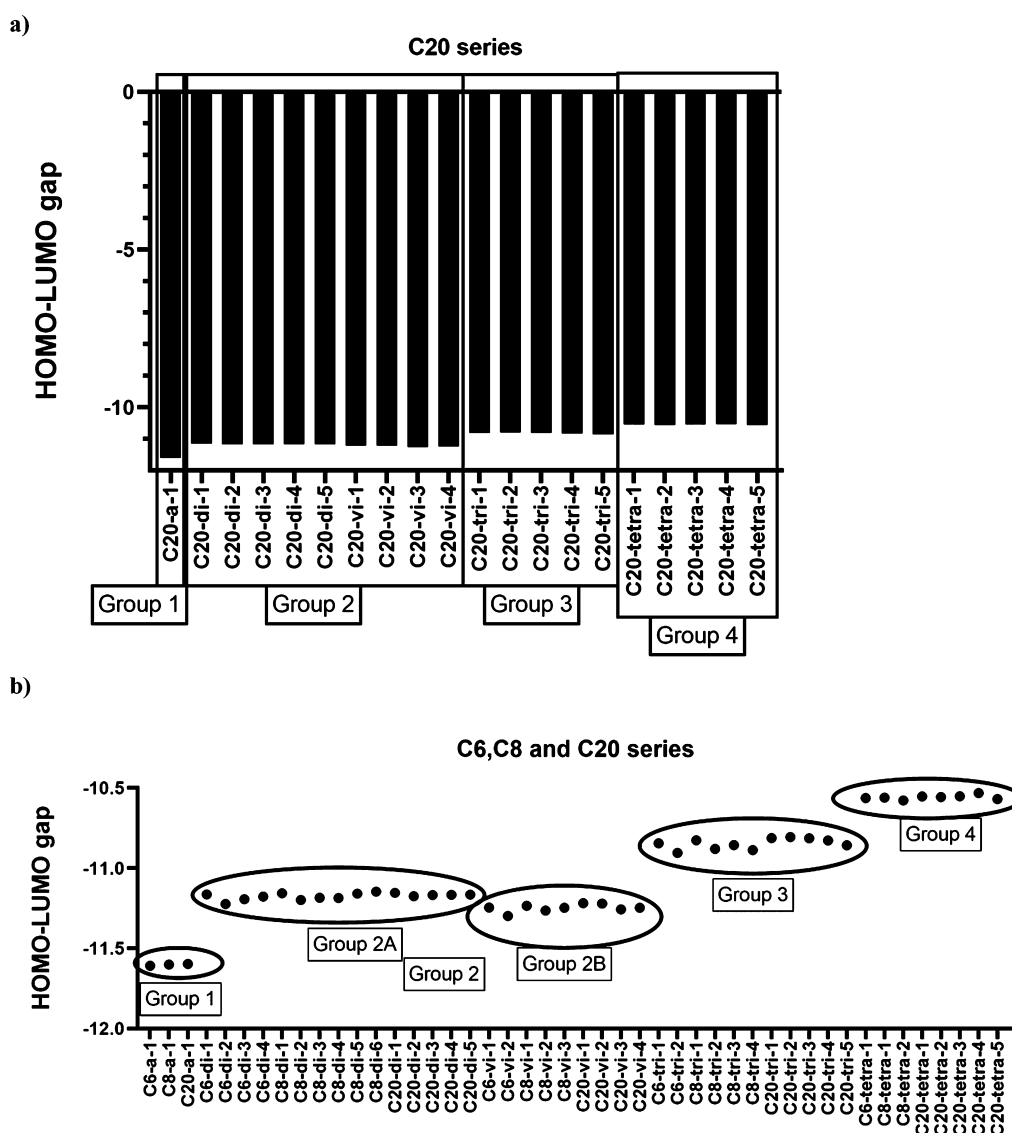 a)
C20 series
HOMO-LUMO gap
0
-5
-10
C20-a-1
C20-di-1
C20-di-2
C20-di-3
C20-di-4
C20-di-5
C20-vi-1
C20-vi-2
C20-vi-3
C20-vi-4
C20-tri-1
C20-tri-2
C20-tri-3
C20-tri-4
C20-tri-5
C20-tetra-1
C20-tetra-2
C20-tetra-3
C20-tetra-4
C20-tetra-5
Group 1
Group 2
Group 3
Group 4
b)
C6,C8 and C20 series
HOMO-LUMO gap
-10.5
-11.0
-11.5
-12.0
Group 1
Group 2A
Group 2
Group 2B
Group 3
Group 4
C6-a-1
C8-a-1
C20-a-1
C6-di-1
C6-di-2
C6-di-3
C6-di-4
C8-di-1
C8-di-2
C8-di-3
C8-di-4
C8-di-5
C8-di-6
C20-di-1
C20-di-2
C20-di-3
C20-di-4
C20-di-5
C6-vi-1
C6-vi-2
C8-vi-1
C8-vi-2
C8-vi-3
C20-vi-1
C20-vi-2
C20-vi-3
C20-vi-4
C6-tri-1
C6-tri-2
C8-tri-1
C8-tri-2
C8-tri-3
C8-tri-4
C20-tri-1
C20-tri-2
C20-tri-3
C20-tri-4
C20-tri-5
C6-tetra-1
C8-tetra-1
C8-tetra-2
C20-tetra-1
C20-tetra-2
C20-tetra-3
C20-tetra-4
C20-tetra-5